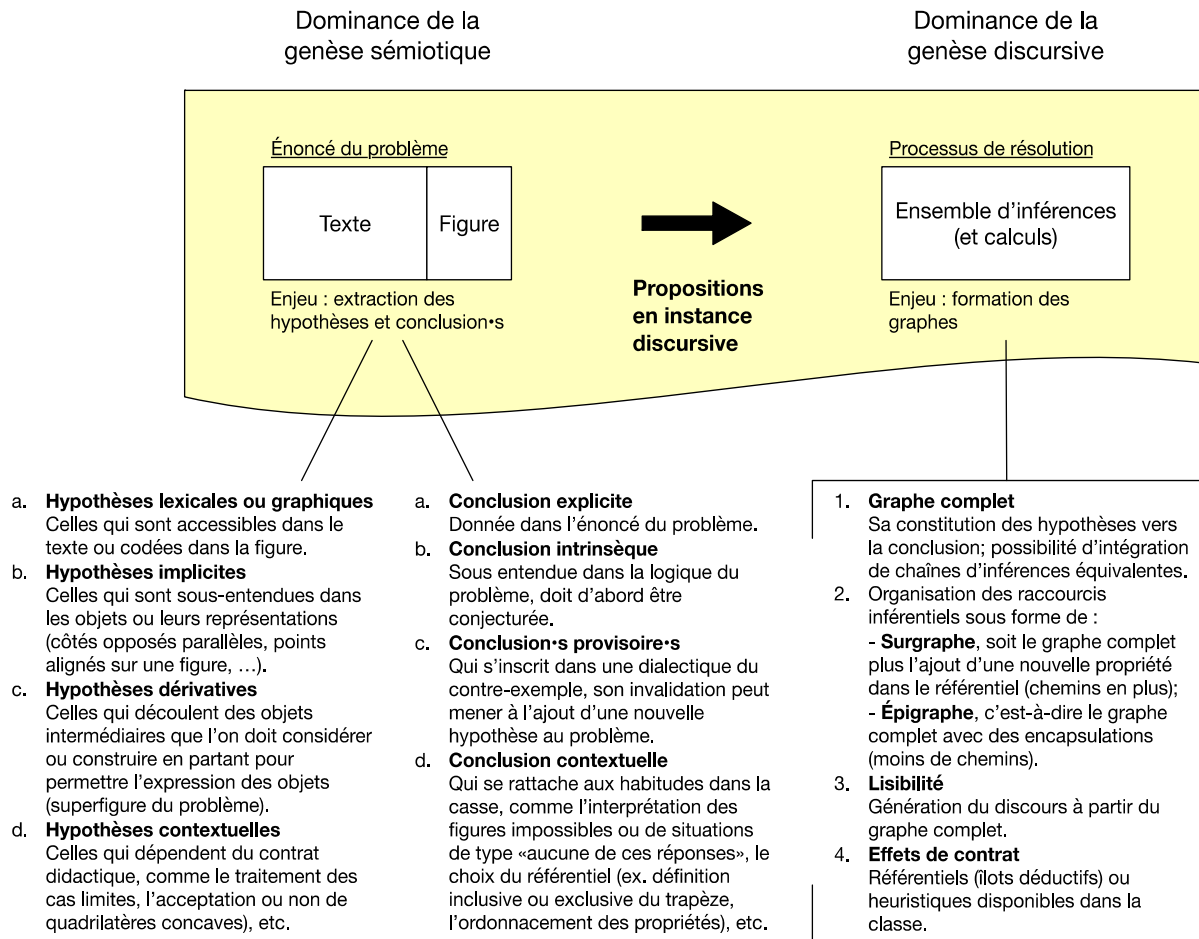 Dominance de la
genèse sémiotique
Dominance de la
genèse discursive
Énoncé du problème
Texte
Figure
Enjeu : extraction des
hypothèses et conclusion•s
Propositions
en instance
discursive
Processus de résolution
Ensemble d'inférences
(et calculs)
Enjeu : formation des
graphes
a. Hypothèses lexicales ou graphiques
Celles qui sont accessibles dans le
texte ou codées dans la figure.
b. Hypothèses implicites
Celles qui sont sous-entendues dans
les objets ou leurs représentations
(côtés opposés parallèles, points
alignés sur une figure, …).
c. Hypothèses dérivatives
Celles qui découlent des objets
intermédiaires que l'on doit considérer
ou construire en partant pour
permettre l'expression des objets
(superfigure du problème).
d. Hypothèses contextuelles
Celles qui dépendent du contrat
didactique, comme le traitement des
cas limites, l'acceptation ou non de
quadrilatères concaves), etc.
a. Conclusion explicite
Donnée dans l'énoncé du problème.
b. Conclusion intrinsèque
Sous entendue dans la logique du
problème, doit d'abord être
conjecturée.
c. Conclusion•s provisoire•s
Qui s'inscrit dans une dialectique du
contre-exemple, son invalidation peut
mener à l'ajout d'une nouvelle
hypothèse au problème.
d. Conclusion contextuelle
Qui se rattache aux habitudes dans la
casse, comme l'interprétation des
figures impossibles ou de situations
de type «aucune de ces réponses», le
choix du référentiel (ex. définition
inclusive ou exclusive du trapèze,
l'ordonnacement des propriétés), etc.
1. Graphe complet
Sa constitution des hypothèses vers
la conclusion; possibilité d'intégration
de chaînes d'inférences équivalentes.
2. Organisation des raccourcis
inférentiels sous forme de :
- Surgraphe, soit le graphe complet
plus l'ajout d'une nouvelle propriété
dans le référentiel (chemins en plus);
- Épigraphe, c'est-à-dire le graphe
complet avec des encapsulations
(moins de chemins).
3. Lisibilité
Génération du discours à partir du
graphe complet.
4. Effets de contrat
Référentiels (îlots déductifs) ou
heuristiques disponibles dans la
classe.